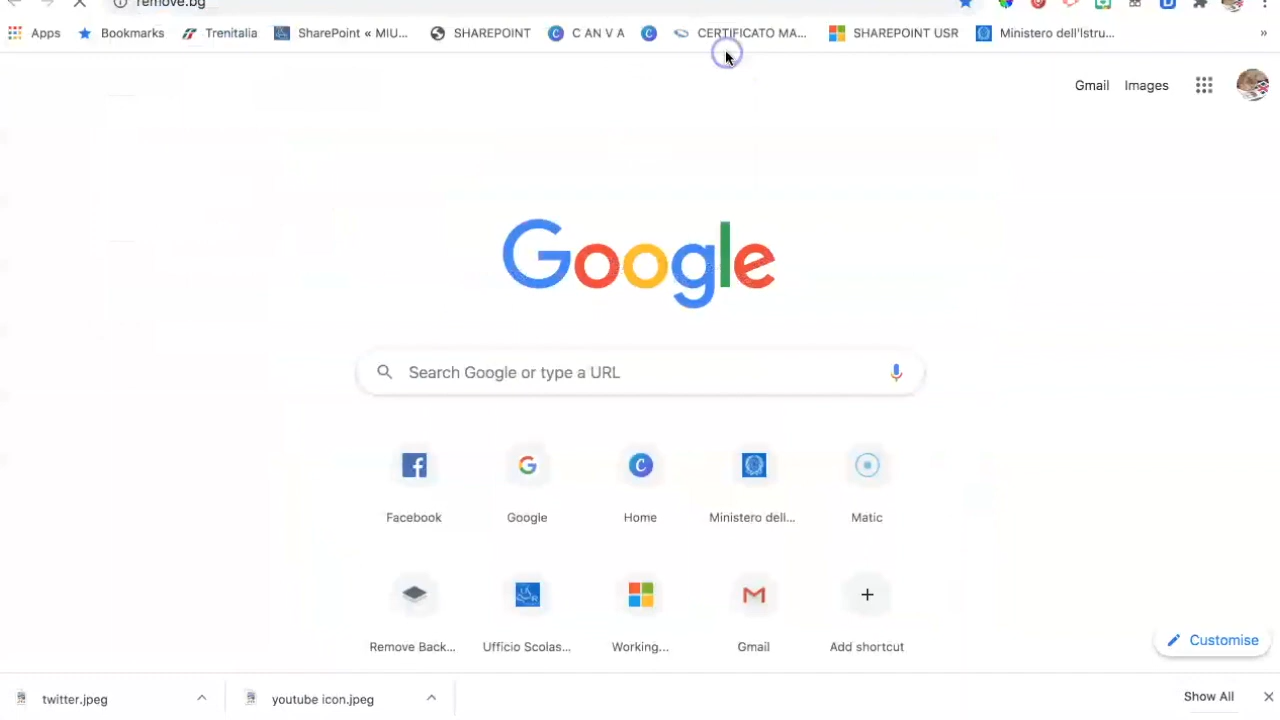 remove.bg
Apps Bookmarks Trenitalia SharePoint « MIU... SHAREPOINT C AN V A CERTIFICATO MA... SHAREPOINT USR Ministero dell'Istru... »
Gmail Images
Google
Search Google or type a URL
Facebook Google Home Ministero dell... Matic
Remove Back... Ufficio Scolas... Working... Gmail Add shortcut
Customise
twitter.jpeg youtube icon.jpeg Show All